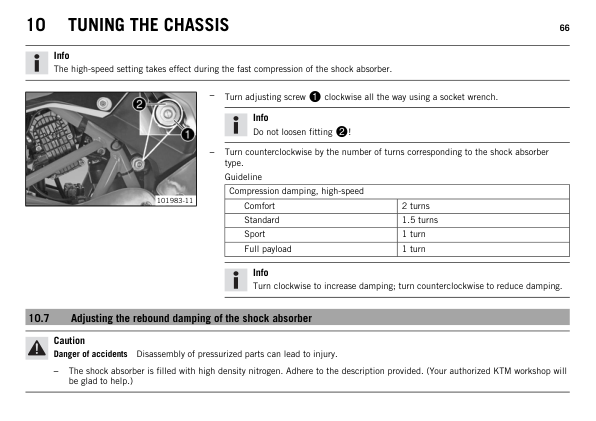 10 TUNING THE CHASSIS 66
Info
The high-speed setting takes effect during the fast compression of the shock absorber.
2
1
101983-11
– Turn adjusting screw 1 clockwise all the way using a socket wrench.
Info
Do not loosen fitting 2!
– Turn counterclockwise by the number of turns corresponding to the shock absorber
type.
Guideline
Compression damping, high-speed
Comfort 2 turns
Standard 1.5 turns
Sport 1 turn
Full payload 1 turn
Info
Turn clockwise to increase damping; turn counterclockwise to reduce damping.
10.7 Adjusting the rebound damping of the shock absorber
Caution
Danger of accidents Disassembly of pressurized parts can lead to injury.
– The shock absorber is filled with high density nitrogen. Adhere to the description provided. (Your authorized KTM workshop will
be glad to help.)